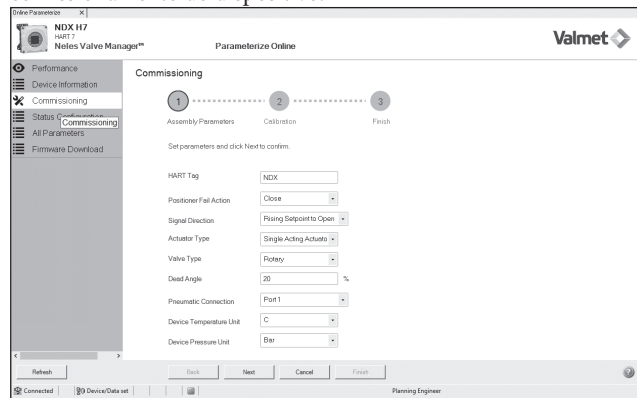 Online Parameterize X
NDX H7
HART 7
Neles Valve Manager™
Parameterize Online
Valmet
Performance
Device Information
Commissioning
Status Configuration
Commissioning
All Parameters
Firmware Download
Commissioning
1 2 3
Assembly Parameters Calibration Finish
Set parameters and click Next to confirm.
HART Tag NDX
Positioner Fail Action Close
Signal Direction Rising Setpoint to Open
Actuator Type Single Acting Actuato
Valve Type Rotary
Dead Angle 20 %
Pneumatic Connection Port 1
Device Temperature Unit C
Device Pressure Unit Bar
Refresh Back Next Cancel Finish
Connected Device/Data set Planning Engineer